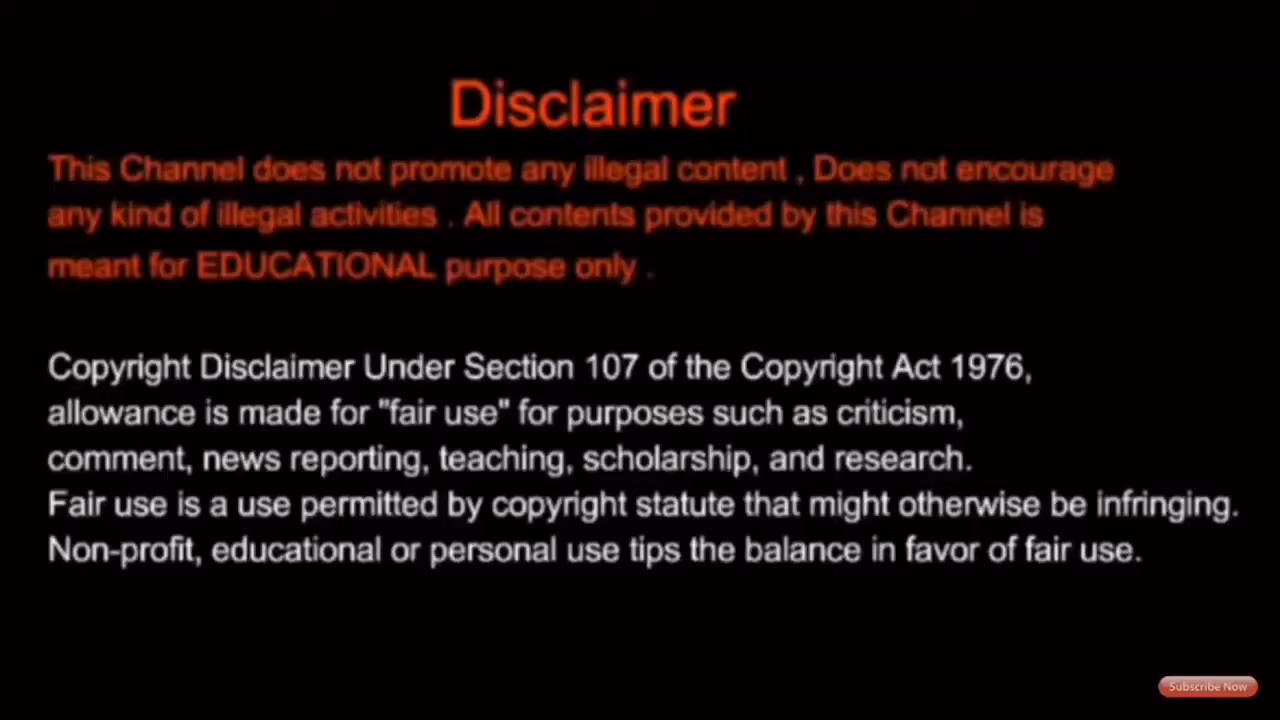 Disclaimer
This Channel does not promote any illegal content , Does not encourage
any kind of illegal activities . All contents provided by this Channel is
meant for EDUCATIONAL purpose only .
Copyright Disclaimer Under Section 107 of the Copyright Act 1976,
allowance is made for "fair use" for purposes such as criticism,
comment, news reporting, teaching, scholarship, and research.
Fair use is a use permitted by copyright statute that might otherwise be infringing.
Non-profit, educational or personal use tips the balance in favor of fair use.
Subscribe Now